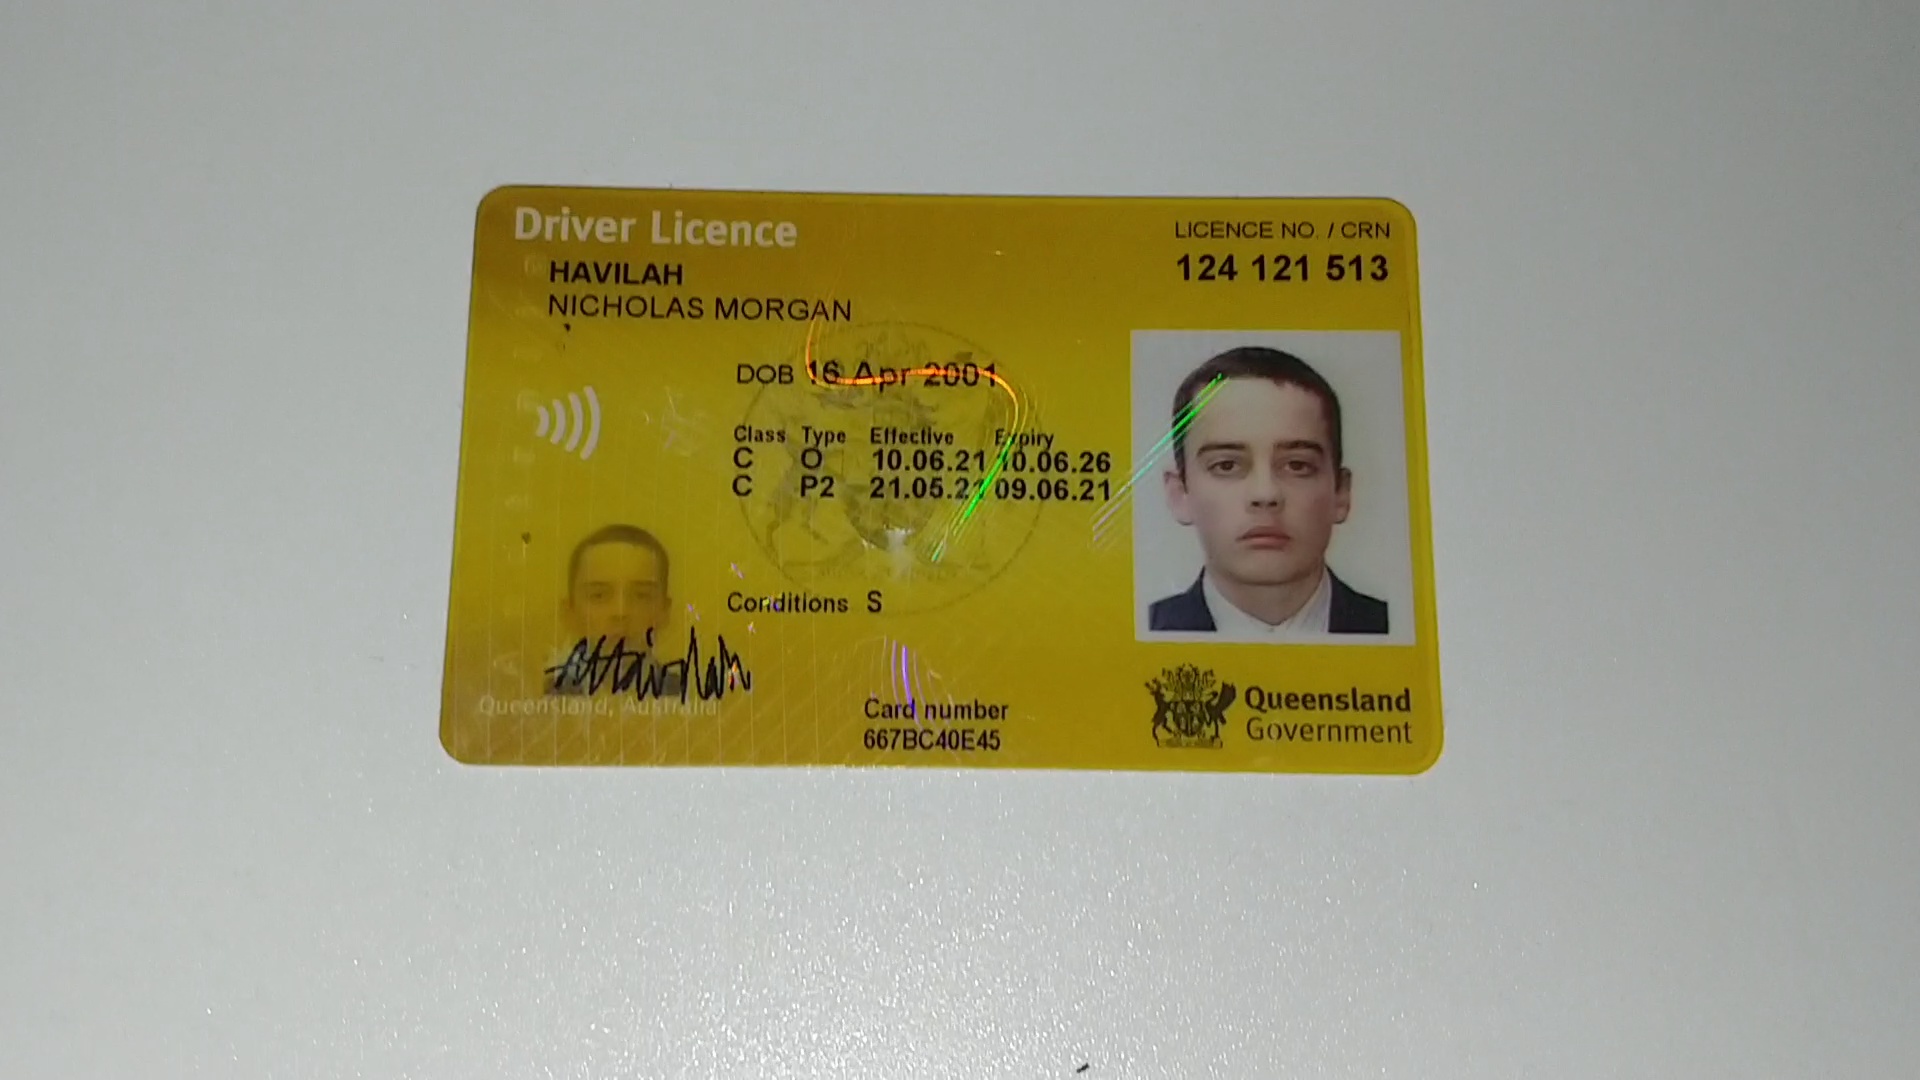 Driver Licence
LICENCE NO. / CRN
HAVILAH
124 121 513
NICHOLAS MORGAN
DOB 16 Apr 2001
Class Type Effective Expiry
C O 10.06.21 10.06.26
C P2 21.05.21 09.06.21
Conditions S
Queensland, Australia
Card number
667BC40E45
Queensland
Government